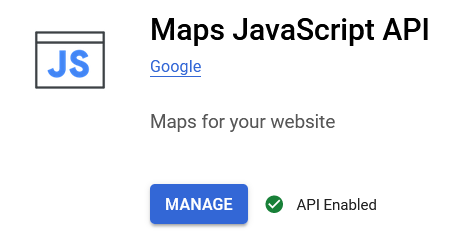 Maps JavaScript API
JS
Google
Maps for your website
MANAGE
API Enabled